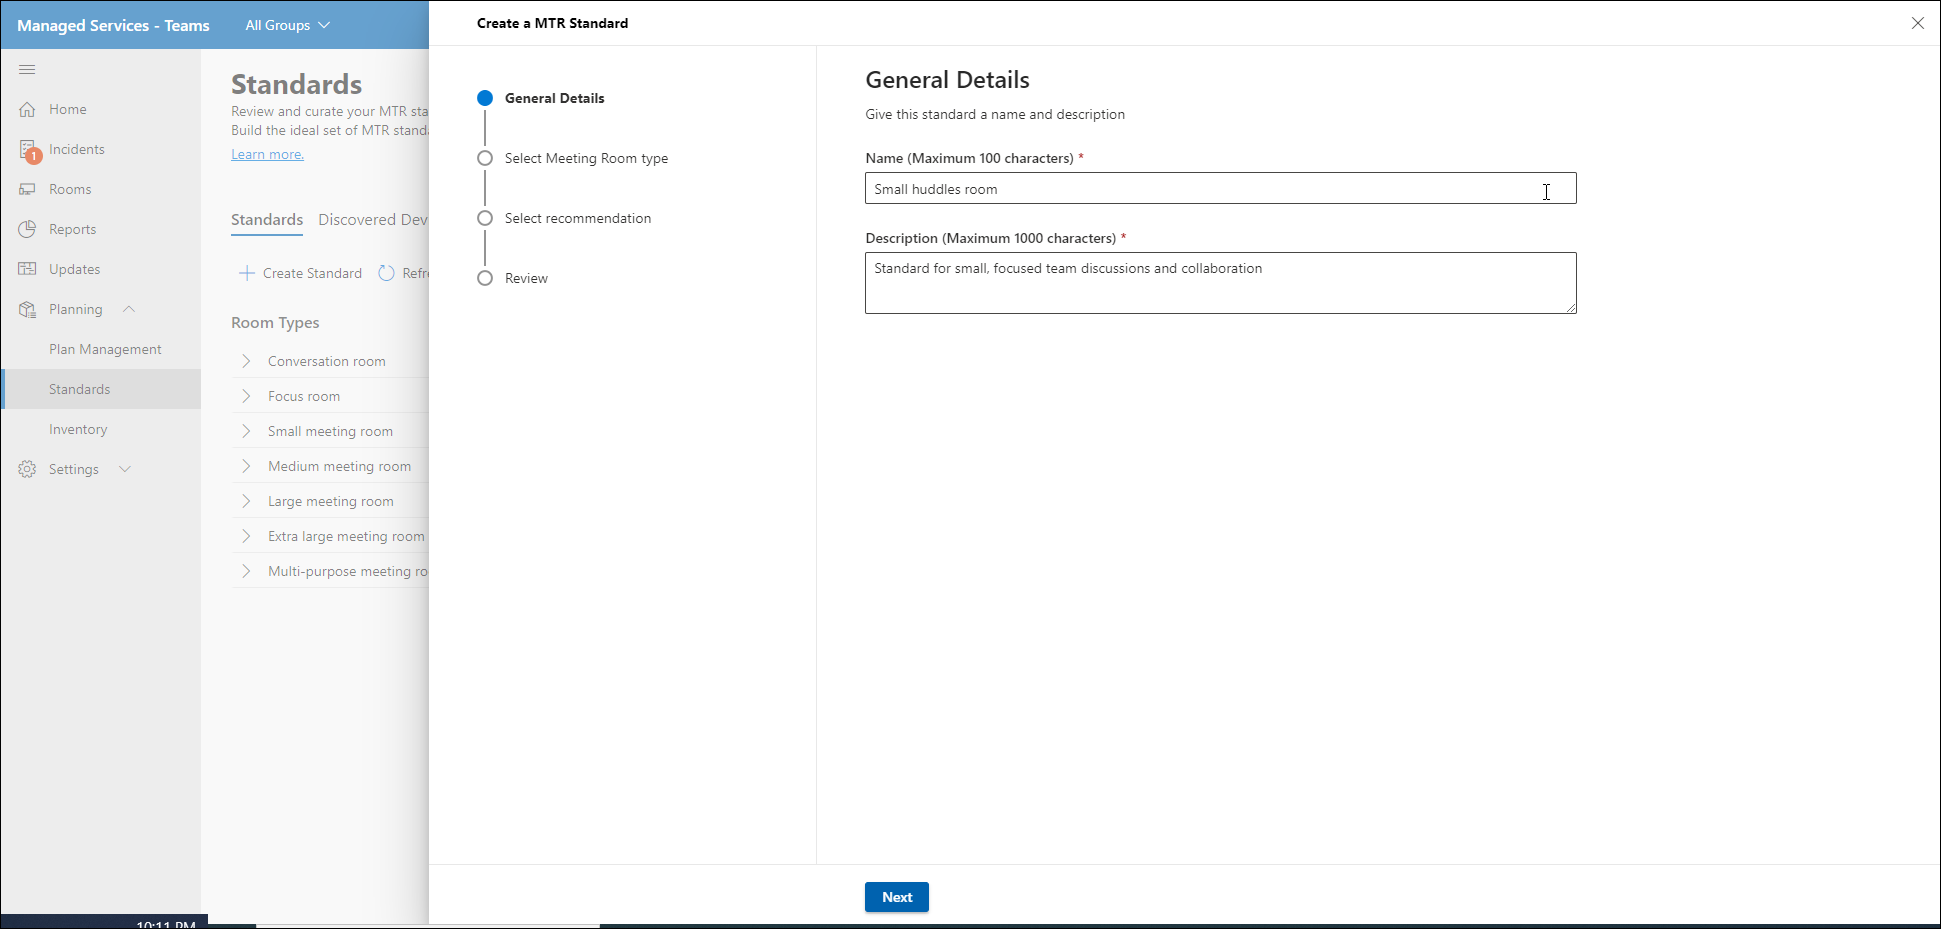 Managed Services - Teams
All Groups
Home
1
Incidents
Rooms
Reports
Updates
Planning
Plan Management
Standards
Inventory
Settings
10:11 PM
Standards
Review and curate your MTR sta
Build the ideal set of MTR stand
Learn more.
Standards Discovered Dev
Create Standard Refr
Room Types
Conversation room
Focus room
Small meeting room
Medium meeting room
Large meeting room
Extra large meeting room
Multi-purpose meeting ro
Create a MTR Standard
General Details
Select Meeting Room type
Select recommendation
Review
General Details
Give this standard a name and description
Name (Maximum 100 characters) *
Small huddles room
Description (Maximum 1000 characters) *
Standard for small, focused team discussions and collaboration
Next